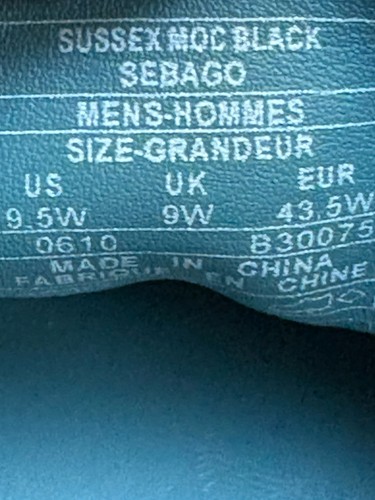 SUSSEX MOC BLACK
SEBAGO
MENS-HOMMES
SIZE-GRANDEUR
US UK EUR
9.5W 9W 43.5W
0610 B30075
MADE IN CHINA
FABRIQUE EN CHINE